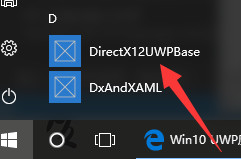 D
DirectX12UWPBase
DxAndXAML
Win10 UWP